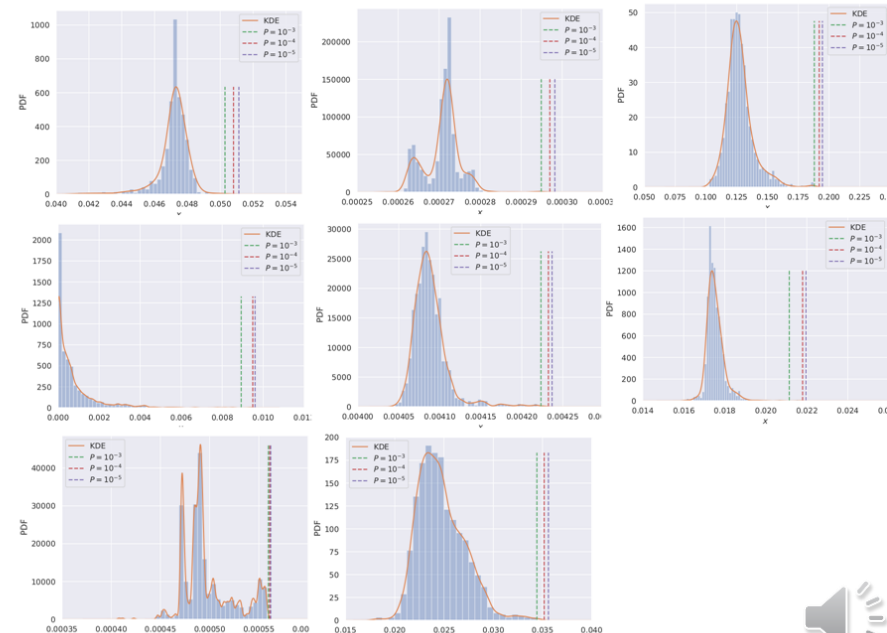 KDE
P = 10⁻³
P = 10⁻⁴
P = 10⁻⁵
PDF
1000
800
600
400
200
0
0.040 0.042 0.044 0.046 0.048 0.050 0.052 0.054
KDE
P = 10⁻³
P = 10⁻⁴
P = 10⁻⁵
PDF
200000
150000
100000
50000
0
0.00025 0.00026 0.00027 0.00028 0.00029 0.00030
x
KDE
P = 10⁻³
P = 10⁻⁴
P = 10⁻⁵
PDF
50
40
30
20
10
0
0.050 0.075 0.100 0.125 0.150 0.175 0.200 0.225
KDE
P = 10⁻³
P = 10⁻⁴
P = 10⁻⁵
PDF
2000
1750
1500
1250
1000
750
500
250
0
0.000 0.002 0.004 0.006 0.008 0.010
KDE
P = 10⁻³
P = 10⁻⁴
P = 10⁻⁵
PDF
30000
25000
20000
15000
10000
5000
0
0.00400 0.00405 0.00410 0.00415 0.00420 0.00425
KDE
P = 10⁻³
P = 10⁻⁴
P = 10⁻⁵
PDF
1600
1400
1200
1000
800
600
400
200
0
0.014 0.016 0.018 0.020 0.022 0.024
x
KDE
P = 10⁻³
P = 10⁻⁴
P = 10⁻⁵
PDF
40000
30000
20000
10000
0
0.00035 0.00040 0.00045 0.00050 0.00055
KDE
P = 10⁻³
P = 10⁻⁴
P = 10⁻⁵
PDF
200
175
150
125
100
75
50
25
0
0.015 0.020 0.025 0.030 0.035 0.040